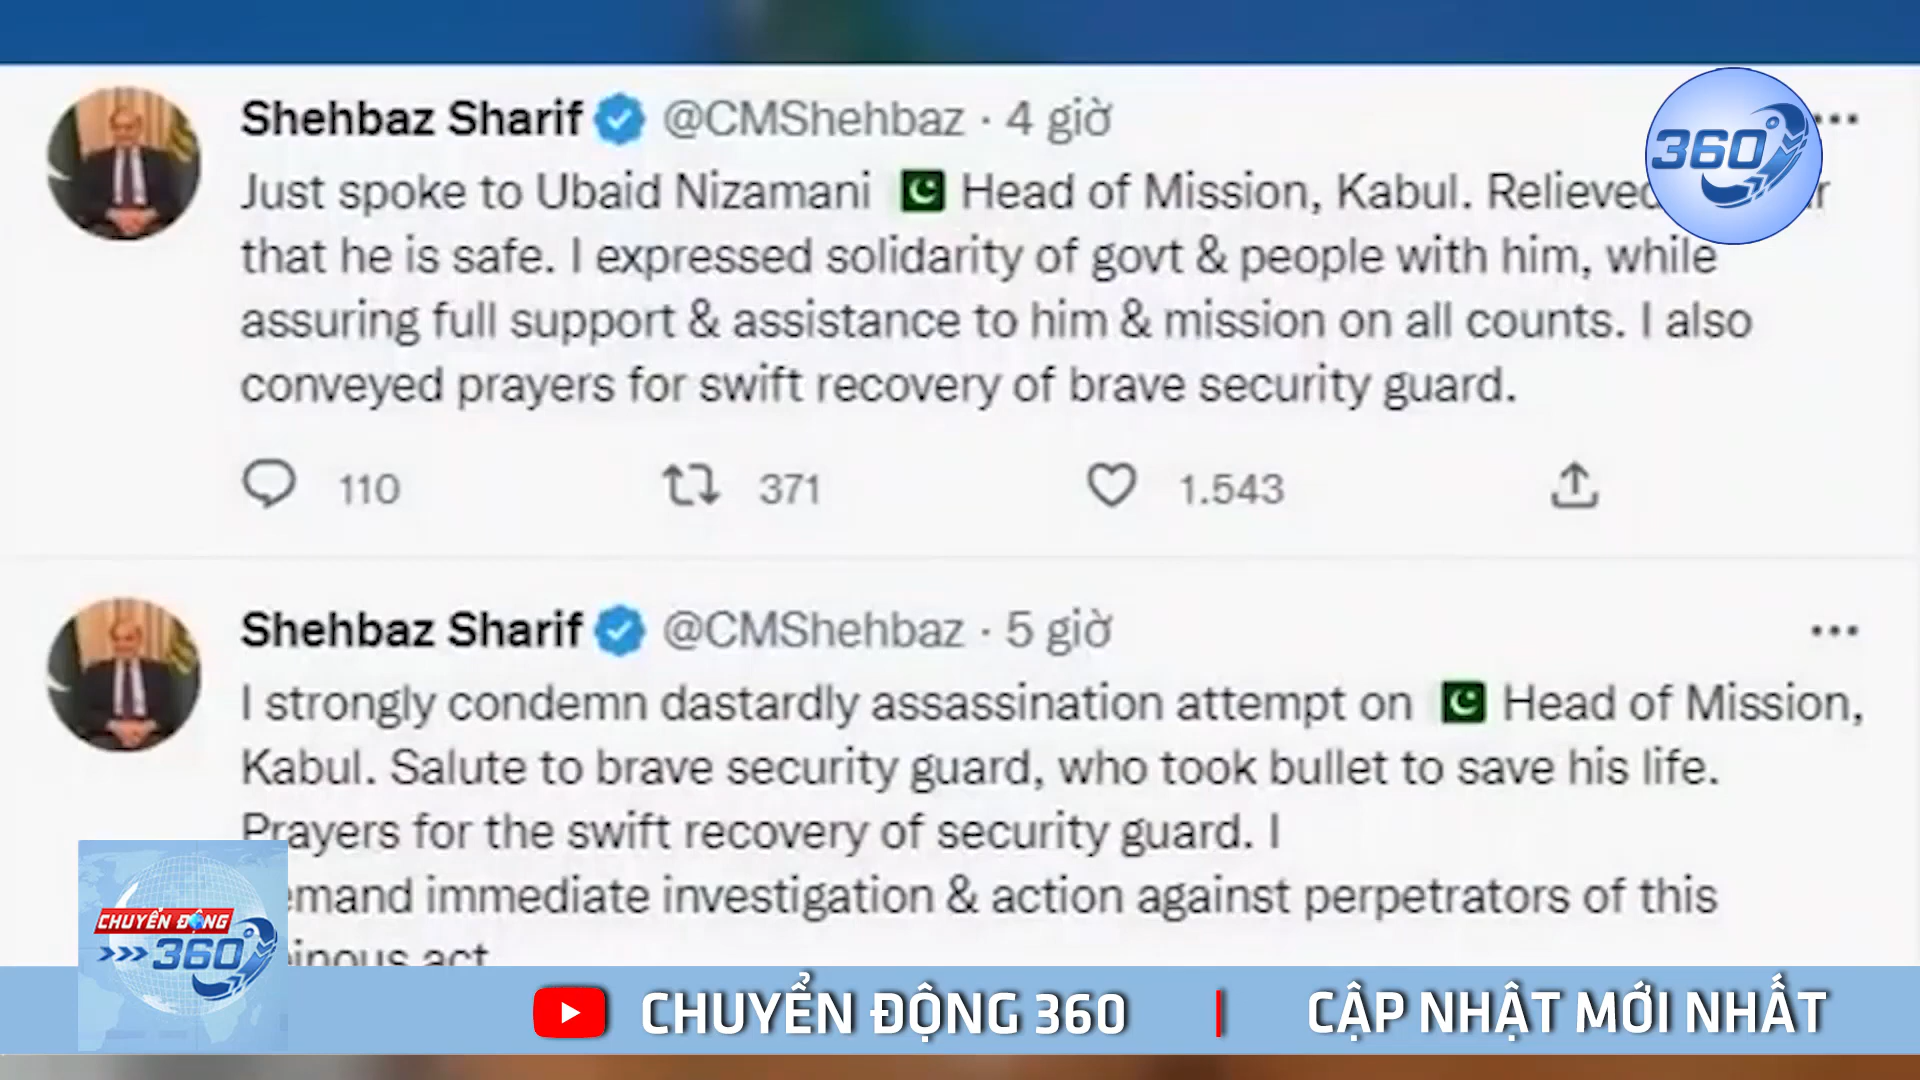 Shehbaz Sharif @CMShehbaz · 4 giờ
Just spoke to Ubaid Nizamani Head of Mission, Kabul. Relieved
that he is safe. I expressed solidarity of govt & people with him, while
assuring full support & assistance to him & mission on all counts. I also
conveyed prayers for swift recovery of brave security guard.
110 371 1.543
360
Shehbaz Sharif @CMShehbaz · 5 giờ
I strongly condemn dastardly assassination attempt on Head of Mission,
Kabul. Salute to brave security guard, who took bullet to save his life.
Prayers for the swift recovery of security guard. I
demand immediate investigation & action against perpetrators of this
act
CHUYỂN ĐỘNG
>>> 360
CHUYỂN ĐỘNG 360 | CẬP NHẬT MỚI NHẤT